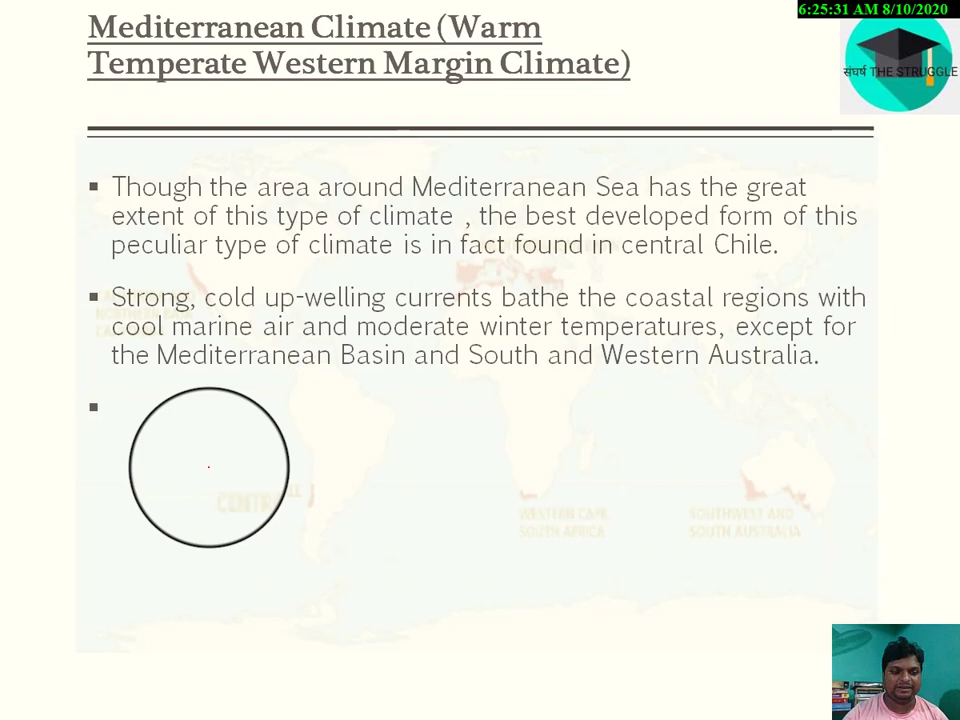 6:25:31 AM 8/10/2020
Mediterranean Climate (Warm
Temperate Western Margin Climate)
संघर्ष THE STRUGGLE
▪ Though the area around Mediterranean Sea has the great
extent of this type of climate , the best developed form of this
peculiar type of climate is in fact found in central Chile.
▪ Strong, cold up-welling currents bathe the coastal regions with
cool marine air and moderate winter temperatures, except for
the Mediterranean Basin and South and Western Australia.
▪
WESTERN CAPE
SOUTH AFRICA
SOUTHWEST AND
SOUTH AUSTRALIA